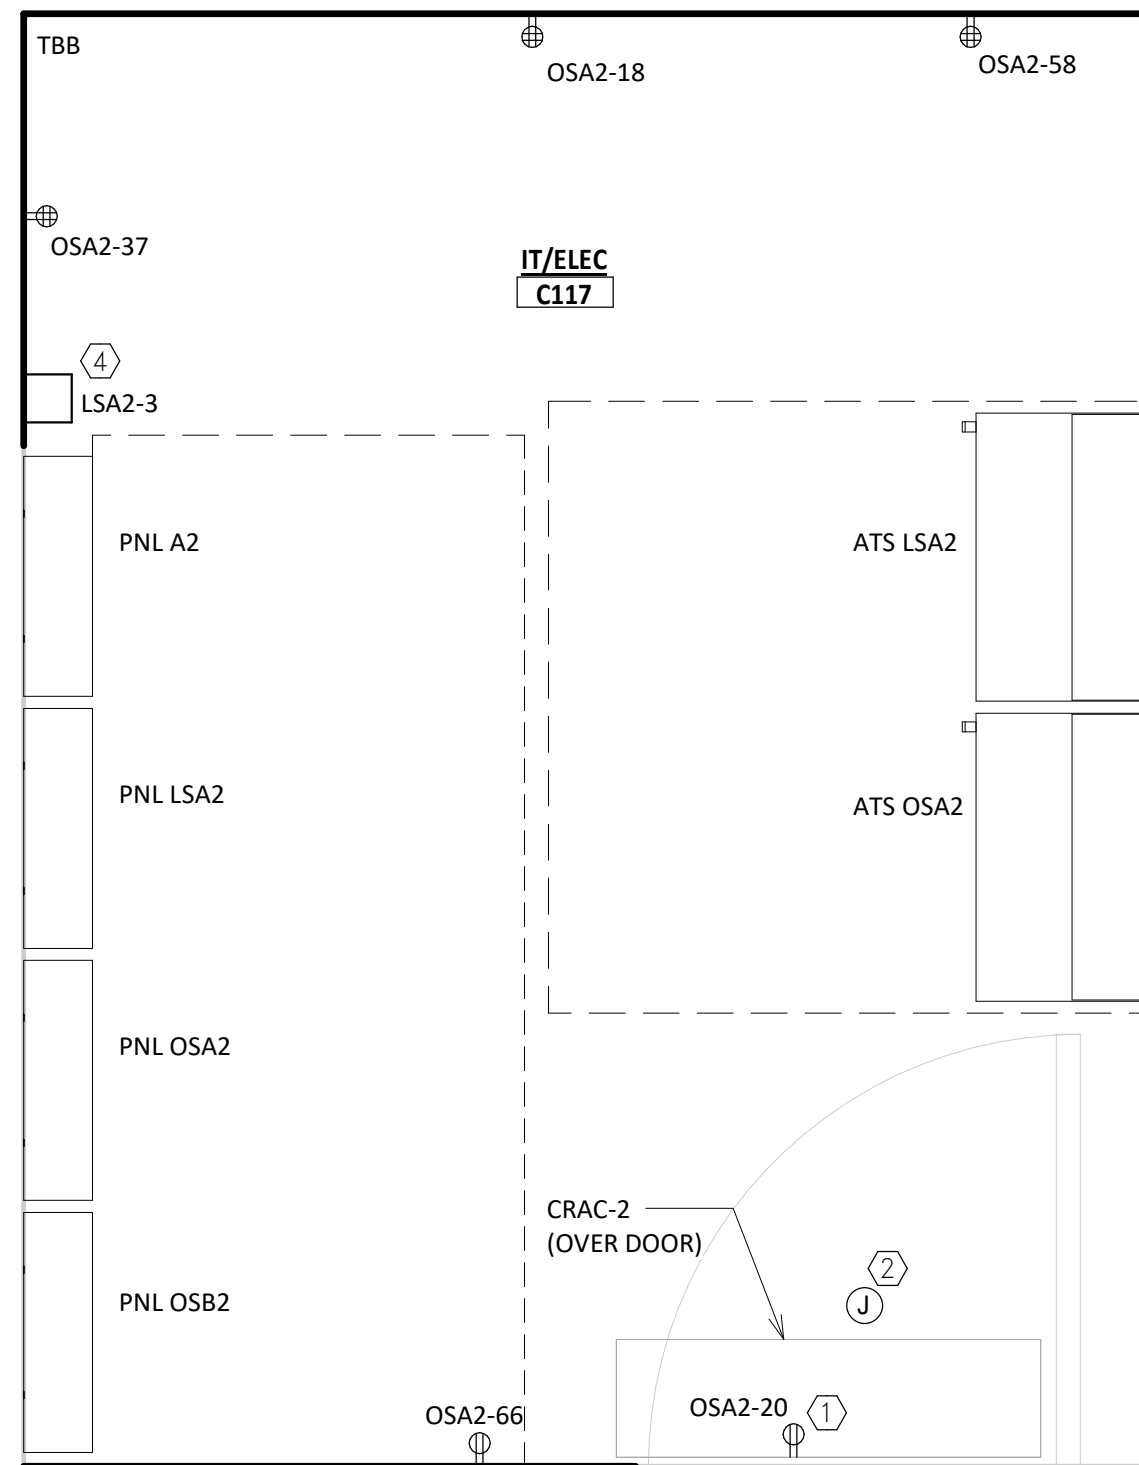 TBB
OSA2-18
OSA2-58
OSA2-37
IT/ELEC
C117
4
LSA2-3
PNL A2
ATS LSA2
PNL LSA2
ATS OSA2
PNL OSA2
CRAC-2
(OVER DOOR)
2
J
PNL OSB2
OSA2-66
OSA2-20
1